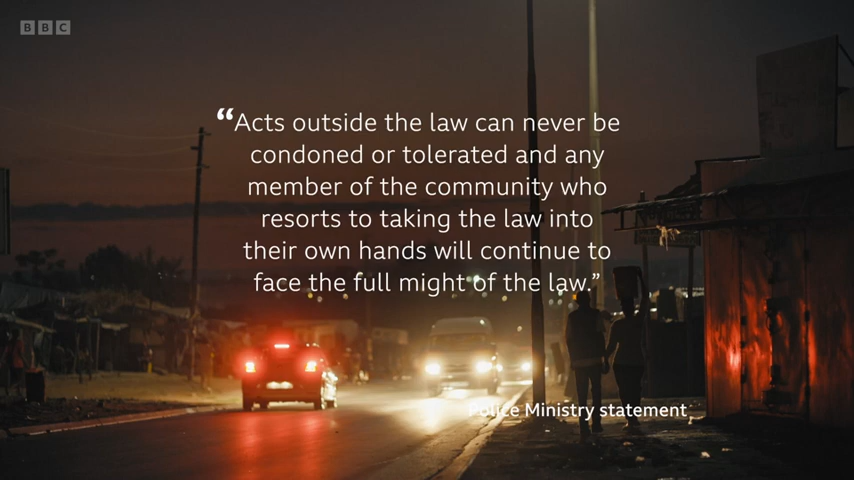 BBC
“Acts outside the law can never be
condoned or tolerated and any
member of the community who
resorts to taking the law into
their own hands will continue to
face the full might of the law.”
Police Ministry statement